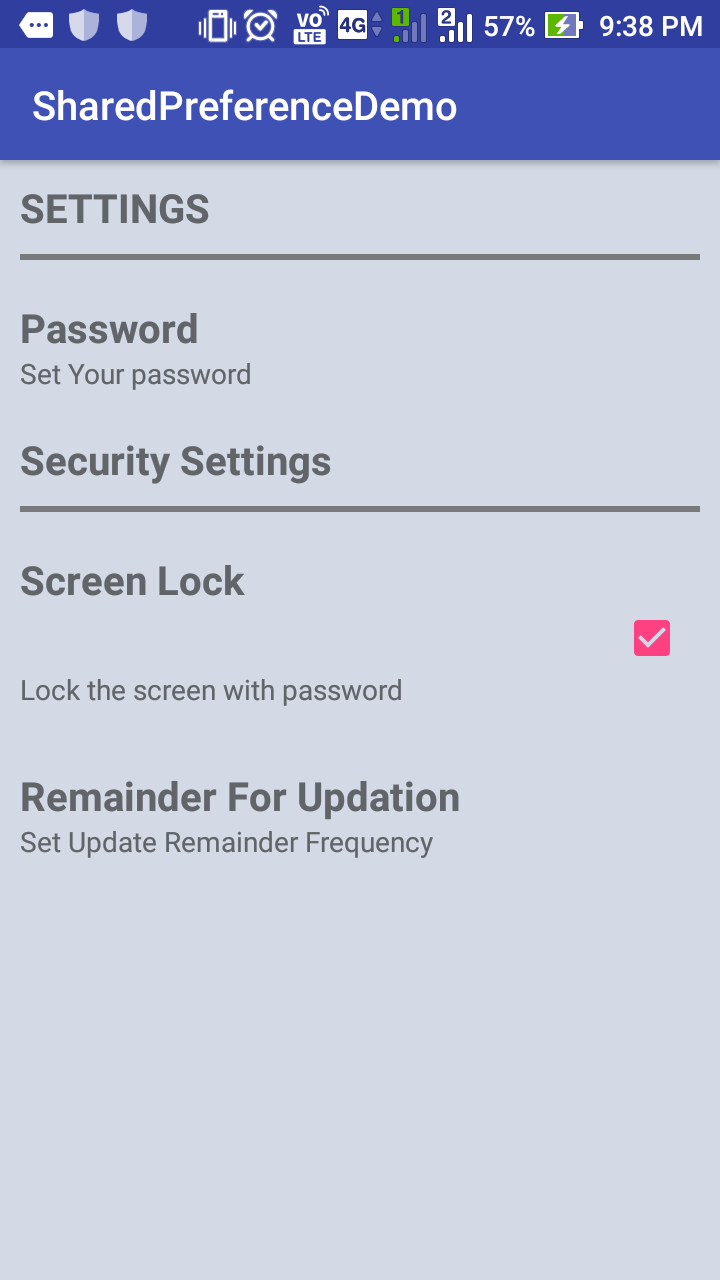 VO LTE 4G 1 2 57% 9:38 PM
SharedPreferenceDemo
SETTINGS
Password
Set Your password
Security Settings
Screen Lock
Lock the screen with password
Remainder For Updation
Set Update Remainder Frequency